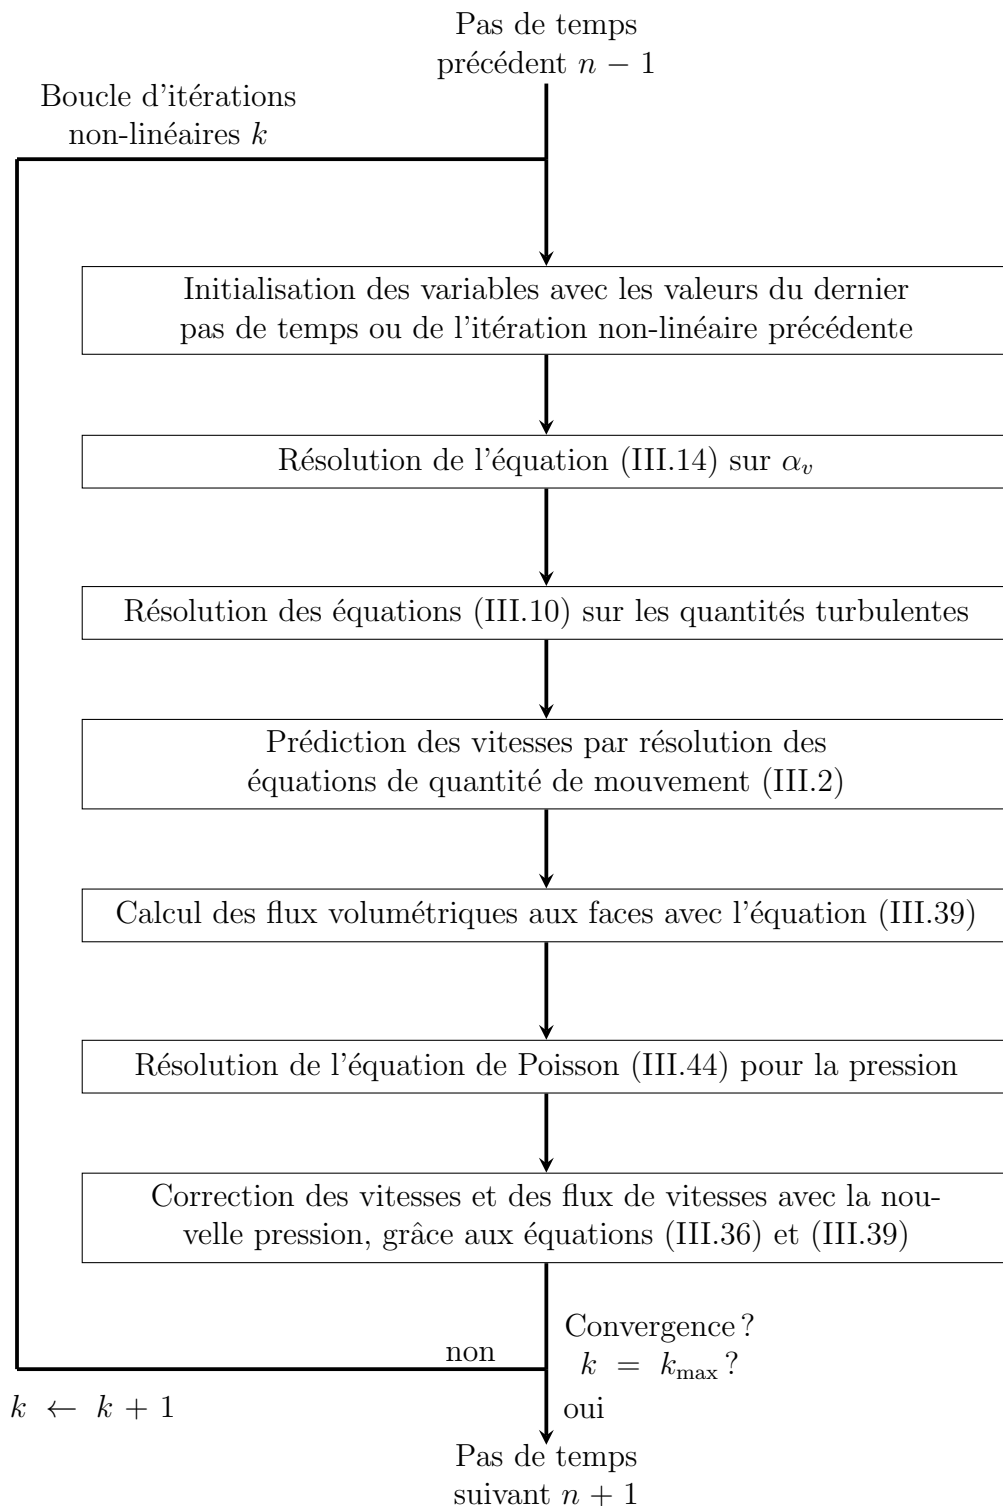 Pas de temps
précédent n − 1
Boucle d'itérations
non-linéaires k
Initialisation des variables avec les valeurs du dernier
pas de temps ou de l'itération non-linéaire précédente
Résolution de l'équation (III.14) sur αᵥ
Résolution des équations (III.10) sur les quantités turbulentes
Prédiction des vitesses par résolution des
équations de quantité de mouvement (III.2)
Calcul des flux volumétriques aux faces avec l'équation (III.39)
Résolution de l'équation de Poisson (III.44) pour la pression
Correction des vitesses et des flux de vitesses avec la nou-
velle pression, grâce aux équations (III.36) et (III.39)
Convergence ?
k = k_max ?
non
k ← k + 1
oui
Pas de temps
suivant n + 1